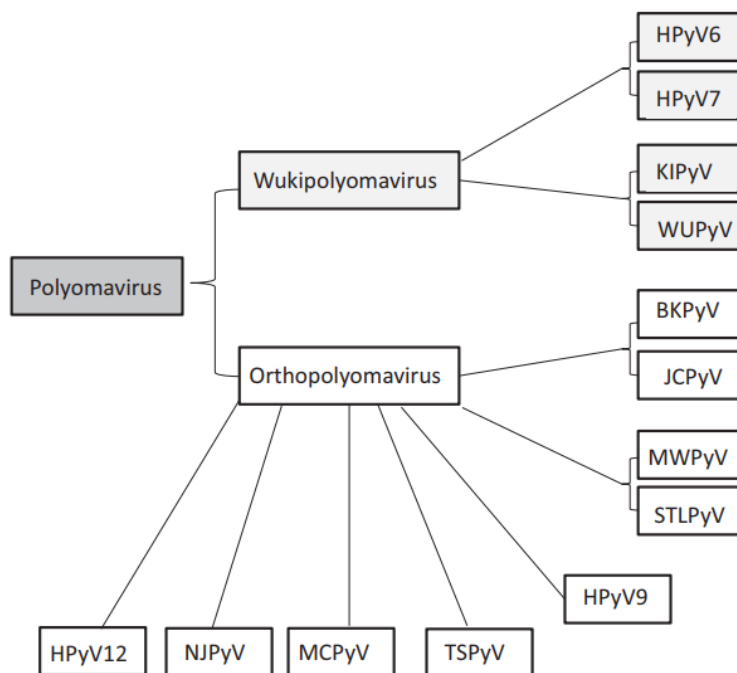 HPyV6
HPyV7
Wukipolyomavirus
KIPyV
WUPyV
Polyomavirus
BKPyV
Orthopolyomavirus
JCPyV
MWPyV
STLPyV
HPyV9
HPyV12
NJPyV
MCPyV
TSPyV